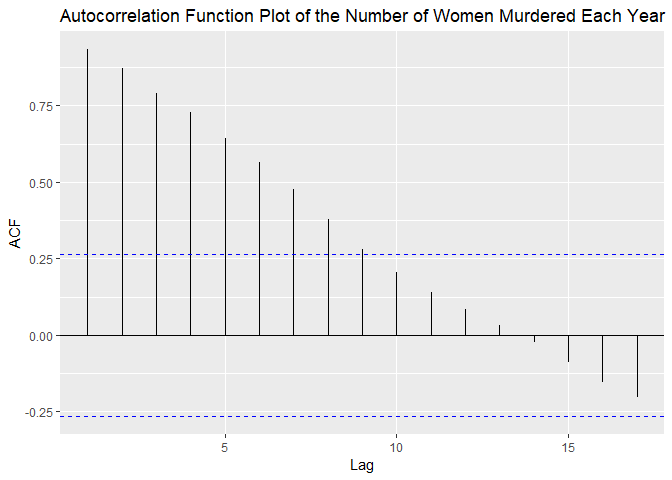 Autocorrelation Function Plot of the Number of Women Murdered Each Year
ACF
0.75
0.50
0.25
0.00
-0.25
5 10 15
Lag